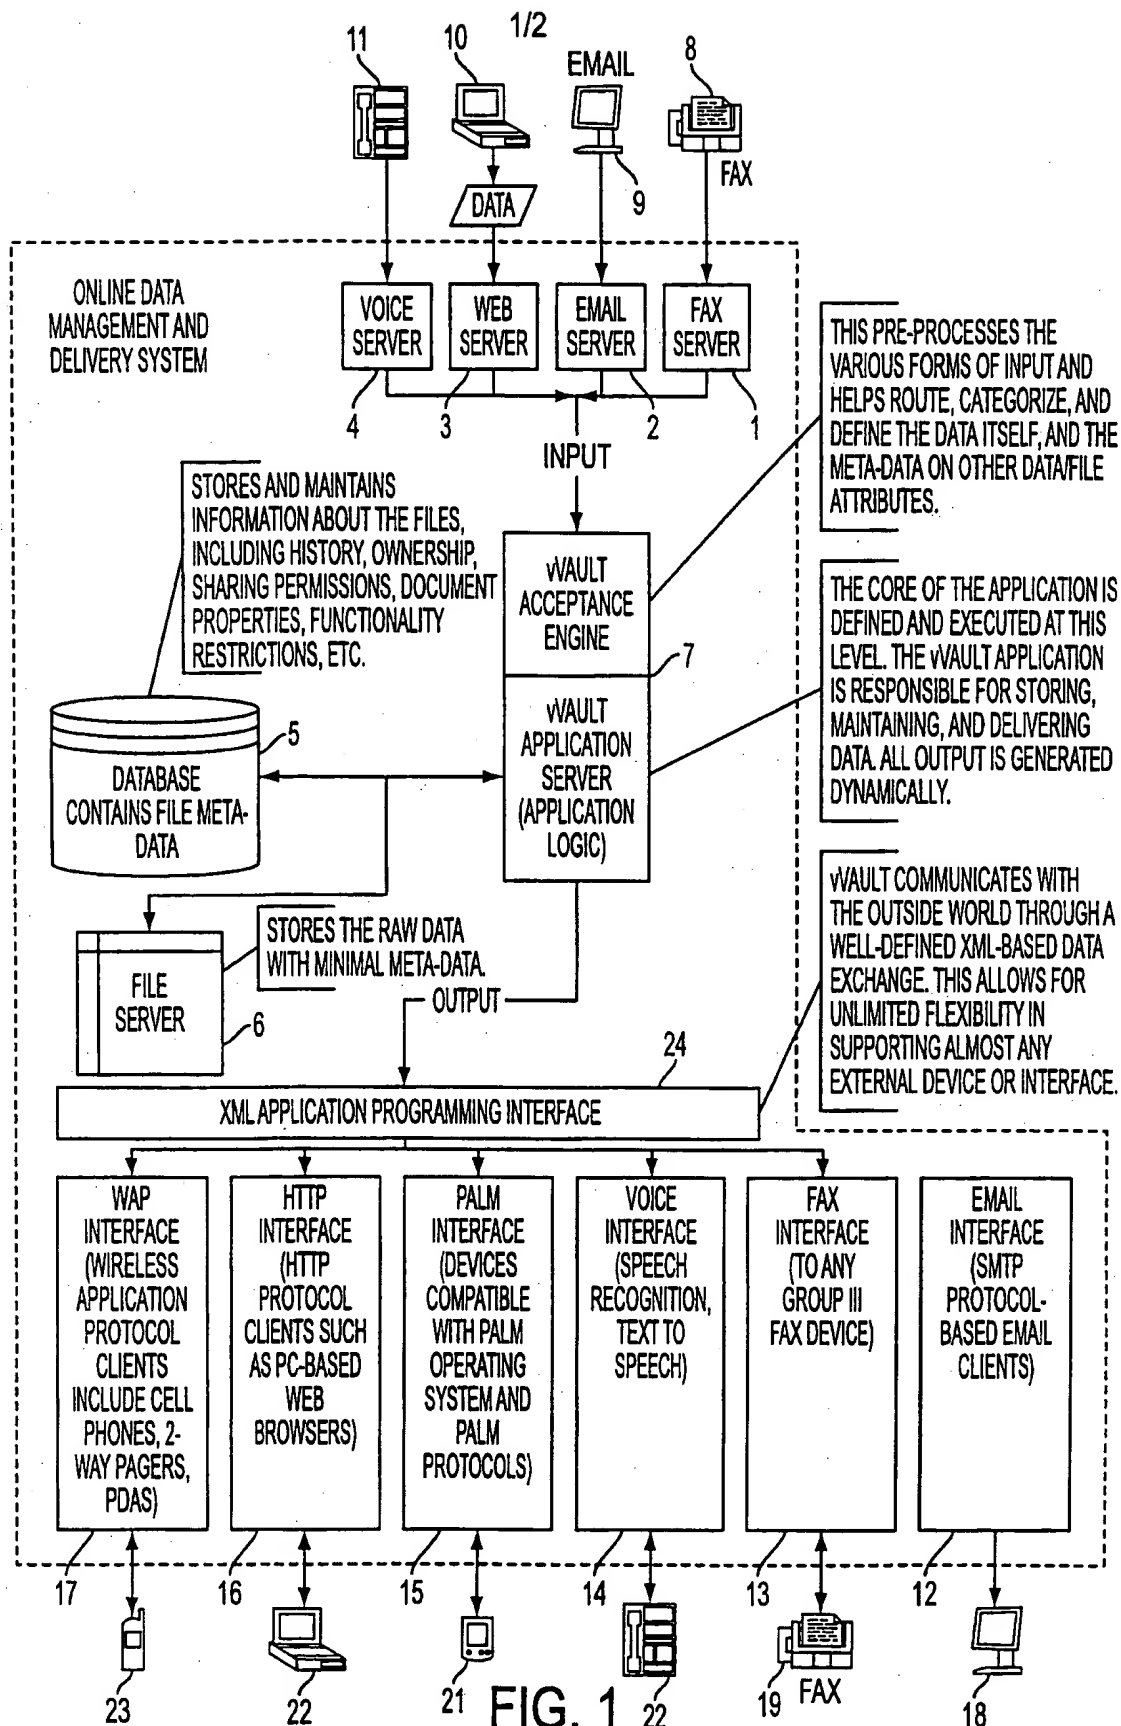 1/2
11
10
EMAIL
8
9
FAX
DATA
ONLINE DATA
MANAGEMENT AND
DELIVERY SYSTEM
VOICE
SERVER
WEB
SERVER
EMAIL
SERVER
FAX
SERVER
4
3
2
1
INPUT
THIS PRE-PROCESSES THE
VARIOUS FORMS OF INPUT AND
HELPS ROUTE, CATEGORIZE, AND
DEFINE THE DATA ITSELF, AND THE
META-DATA ON OTHER DATA/FILE
ATTRIBUTES.
STORES AND MAINTAINS
INFORMATION ABOUT THE FILES,
INCLUDING HISTORY, OWNERSHIP,
SHARING PERMISSIONS, DOCUMENT
PROPERTIES, FUNCTIONALITY
RESTRICTIONS, ETC.
vVAULT
ACCEPTANCE
ENGINE
7
vVAULT
APPLICATION
SERVER
(APPLICATION
LOGIC)
THE CORE OF THE APPLICATION IS
DEFINED AND EXECUTED AT THIS
LEVEL. THE vVAULT APPLICATION
IS RESPONSIBLE FOR STORING,
MAINTAINING, AND DELIVERING
DATA. ALL OUTPUT IS GENERATED
DYNAMICALLY.
5
DATABASE
CONTAINS FILE META-
DATA
STORES THE RAW DATA
WITH MINIMAL META-DATA.
FILE
SERVER
6
OUTPUT
vVAULT COMMUNICATES WITH
THE OUTSIDE WORLD THROUGH A
WELL-DEFINED XML-BASED DATA
EXCHANGE. THIS ALLOWS FOR
UNLIMITED FLEXIBILITY IN
SUPPORTING ALMOST ANY
EXTERNAL DEVICE OR INTERFACE.
24
XML APPLICATION PROGRAMMING INTERFACE
WAP
INTERFACE
(WIRELESS
APPLICATION
PROTOCOL
CLIENTS
INCLUDE CELL
PHONES, 2-
WAY PAGERS,
PDAS)
HTTP
INTERFACE
(HTTP
PROTOCOL
CLIENTS SUCH
AS PC-BASED
WEB
BROWSERS)
PALM
INTERFACE
(DEVICES
COMPATIBLE
WITH PALM
OPERATING
SYSTEM AND
PALM
PROTOCOLS)
VOICE
INTERFACE
(SPEECH
RECOGNITION,
TEXT TO
SPEECH)
FAX
INTERFACE
(TO ANY
GROUP III
FAX DEVICE)
EMAIL
INTERFACE
(SMTP
PROTOCOL-
BASED EMAIL
CLIENTS)
17
16
15
14
13
12
23
22
21
22
19
FAX
18
FIG. 1